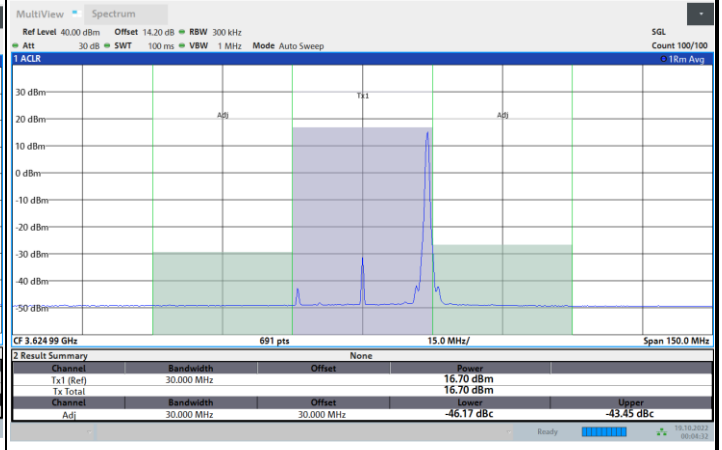 MultiView Spectrum
Ref Level 40.00 dBm Offset 14.20 dB RBW 300 kHz SGL
Att 30 dB SWT 100 ms VBW 1 MHz Mode Auto Sweep Count 100/100
1 ACLR 1Rm Avg
Tx1
Adj Adj
30 dBm
20 dBm
10 dBm
0 dBm
-10 dBm
-20 dBm
-30 dBm
-40 dBm
-50 dBm
CF 3.624 99 GHz 691 pts 15.0 MHz/ Span 150.0 MHz
2 Result Summary None
Channel Bandwidth Offset Power
Tx1 (Ref) 30.000 MHz 16.70 dBm
Tx Total 16.70 dBm
Channel Bandwidth Offset Lower Upper
Adj 30.000 MHz 30.000 MHz -46.17 dBc -43.45 dBc
Ready 19.10.2022
00:04:32